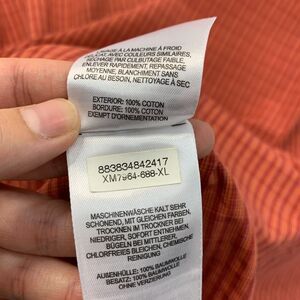 LAVAGE À LA MACHINE À FROID
DÉLICAT, AVEC COULEURS SIMILAIRES,
SÉCHAGE PAR CULBUTAGE FAIBLE,
ENLEVER RAPIDEMENT, REPASSAGE
MOYENNE, BLANCHIMENT SANS
CHLORE AU BESOIN, NETTOYAGE À SEC
EXTERIOR: 100% COTON
BORDURE: 100% COTON
EXEMPT D'ORNEMENTATION
883834842417
XM7964-688-XL
MASCHINENWÄSCHE KALT SEHR
SCHONEND, MIT GLEICHEN FARBEN,
TROCKNEN IM TROCKNER BEI
NIEDRIGER, SOFORT ENTNEHMEN,
BÜGELN BEI MITTLERER
CHLORFREIES BLEICHEN, CHEMISCHE
REINIGUNG
AUßENHÜLLE: 100% BAUMWOLLE
BESATZ: 100% BAUMWOLLE
OHNE VERZIERUNG